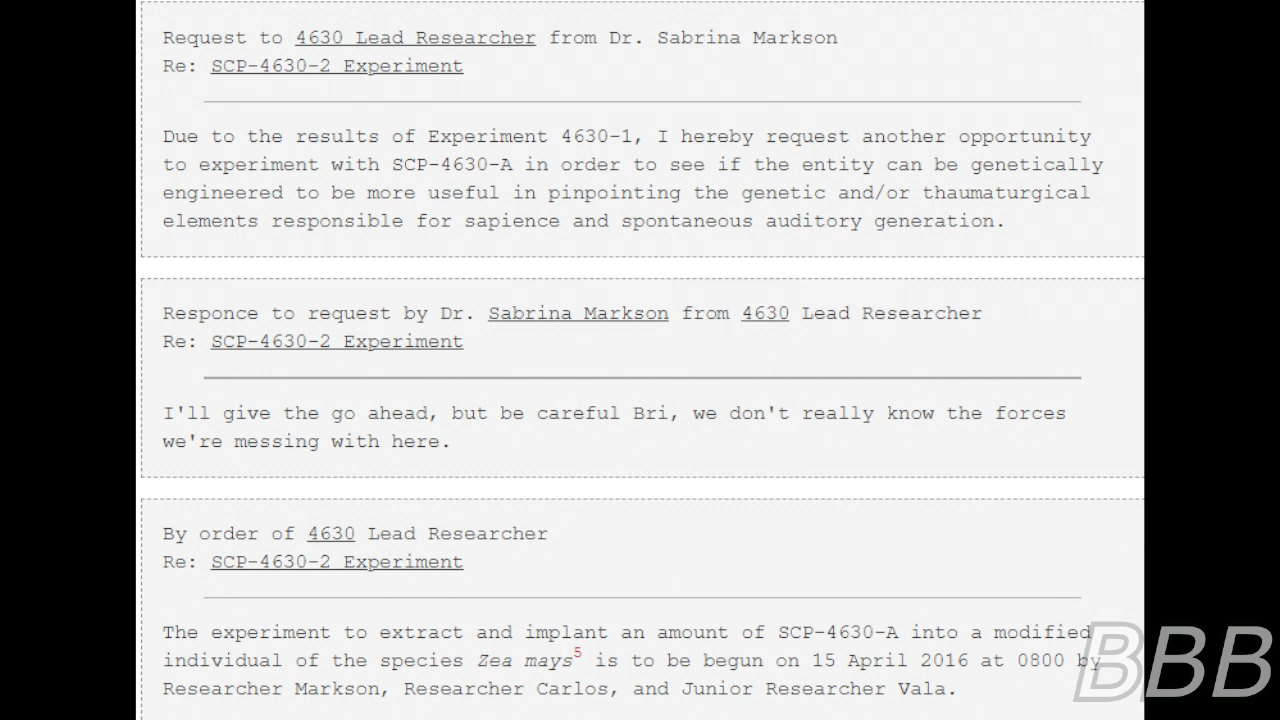 Request to 4630 Lead Researcher from Dr. Sabrina Markson
Re: SCP-4630-2 Experiment
Due to the results of Experiment 4630-1, I hereby request another opportunity
to experiment with SCP-4630-A in order to see if the entity can be genetically
engineered to be more useful in pinpointing the genetic and/or thaumaturgical
elements responsible for sapience and spontaneous auditory generation.
Responce to request by Dr. Sabrina Markson from 4630 Lead Researcher
Re: SCP-4630-2 Experiment
I'll give the go ahead, but be careful Bri, we don't really know the forces
we're messing with here.
By order of 4630 Lead Researcher
Re: SCP-4630-2 Experiment
The experiment to extract and implant an amount of SCP-4630-A into a modified
individual of the species Zea mays5 is to be begun on 15 April 2016 at 0800 by
Researcher Markson, Researcher Carlos, and Junior Researcher Vala.
BBB